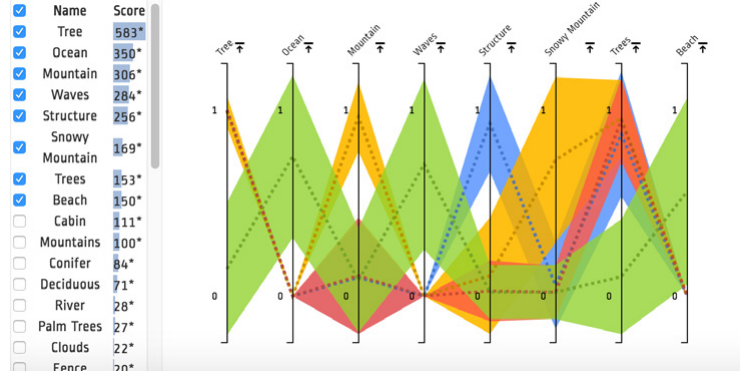 Name Score
Tree 583*
Ocean 350*
Mountain 306*
Waves 284*
Structure 256*
Snowy
Mountain 169*
Trees 153*
Beach 150*
Cabin 111*
Mountains 100*
Conifer 84*
Deciduous 71*
River 28*
Palm Trees 27*
Clouds 22*
Fence 20*
Tree Ocean Mountain Waves Structure Snowy Mountain Trees Beach
1 1 1 1 1 1 1 1
0 0 0 0 0 0 0 0